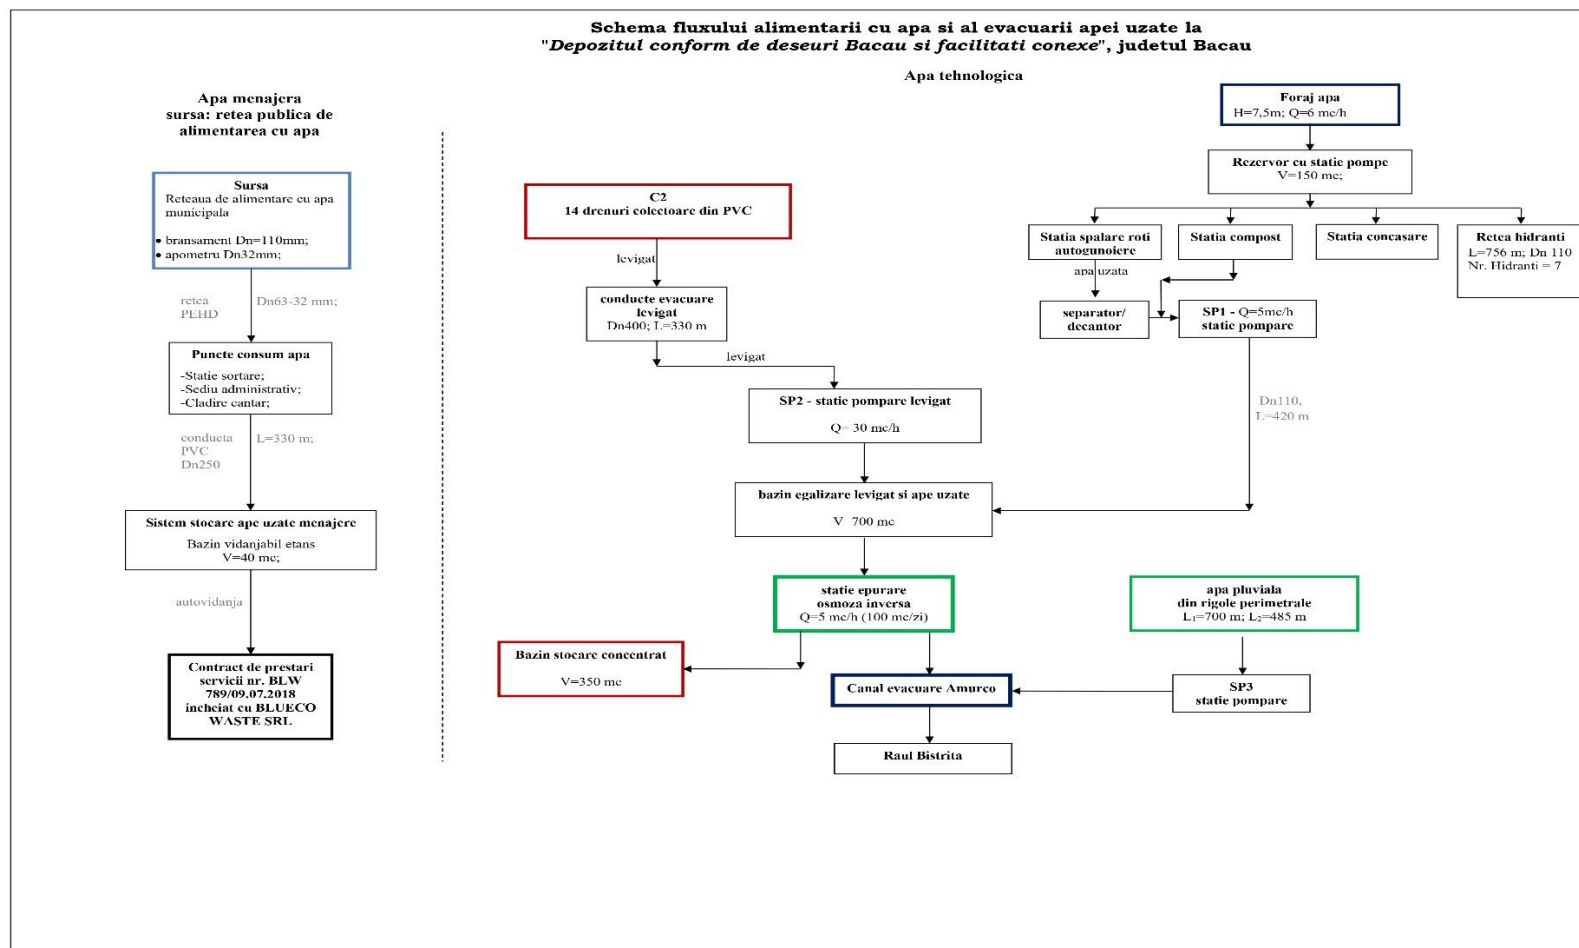 Schema fluxului alimentarii cu apa si al evacuarii apei uzate la
"Depozitul conform de deseuri Bacau si facilitati conexe", judetul Bacau
Apa menajera
sursa: retea publica de
alimentarea cu apa
Sursa
Reteaua de alimentare cu apa
municipala
• bransament Dn=110mm;
• apometru Dn32mm;
retea
PEHD
Dn63-32 mm;
Puncte consum apa
-Statie sortare;
-Sediu administrativ;
-Cladire cantar;
conducta
PVC
Dn250
L=330 m;
Sistem stocare ape uzate menajere
Bazin vidanjabil etans
V=40 mc;
autovidanja
Contract de prestari
servicii nr. BLW
789/09.07.2018
incheiat cu BLUECO
WASTE SRL
Apa tehnologica
Foraj apa
H=7,5m; Q=6 mc/h
Rezervor cu statie pompe
V=150 mc;
Statia spalare roti
autogunoiere
Statia compost
Statia concasare
Retea hidranti
L=756 m; Dn 110
Nr. Hidranti = 7
apa uzata
separator/
decantor
SP1 - Q=5mc/h
statie pompare
Dn110,
L=420 m
C2
14 drenuri colectoare din PVC
levigat
conducte evacuare
levigat
Dn400; L=330 m
levigat
SP2 - statie pompare levigat
Q= 30 mc/h
bazin egalizare levigat si ape uzate
V 700 mc
statie epurare
osmoza inversa
Q=5 mc/h (100 mc/zi)
apa pluviala
din rigole perimetrale
L₁=700 m; L₂=485 m
Bazin stocare concentrat
V=350 mc
Canal evacuare Amurco
SP3
statie pompare
Raul Bistrita